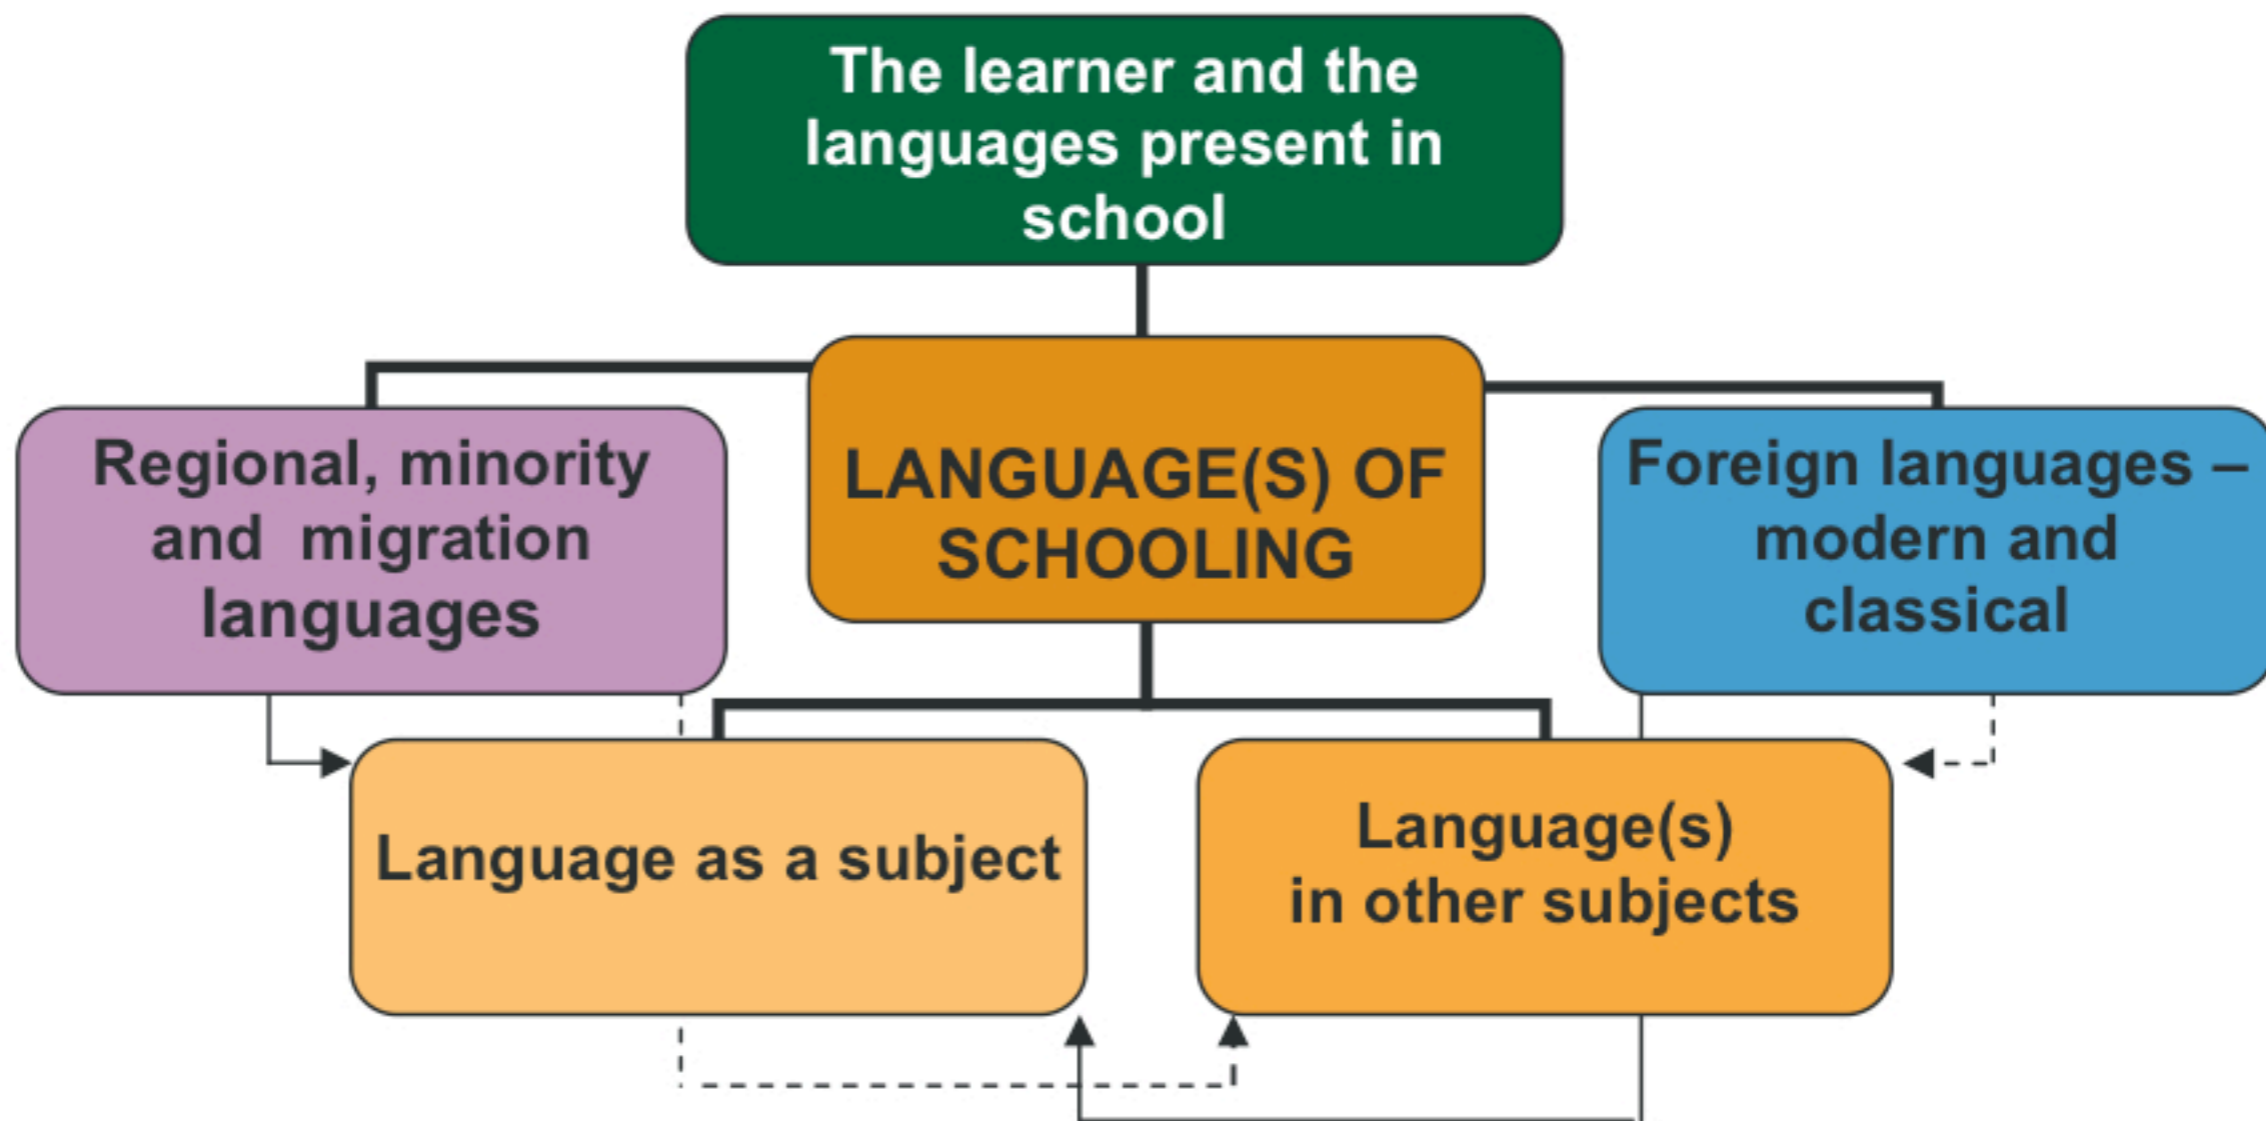 The learner and the
languages present in
school
Regional, minority
and  migration
languages
LANGUAGE(S) OF
SCHOOLING
Foreign languages –
modern and
classical
Language as a subject
Language(s)
in other subjects